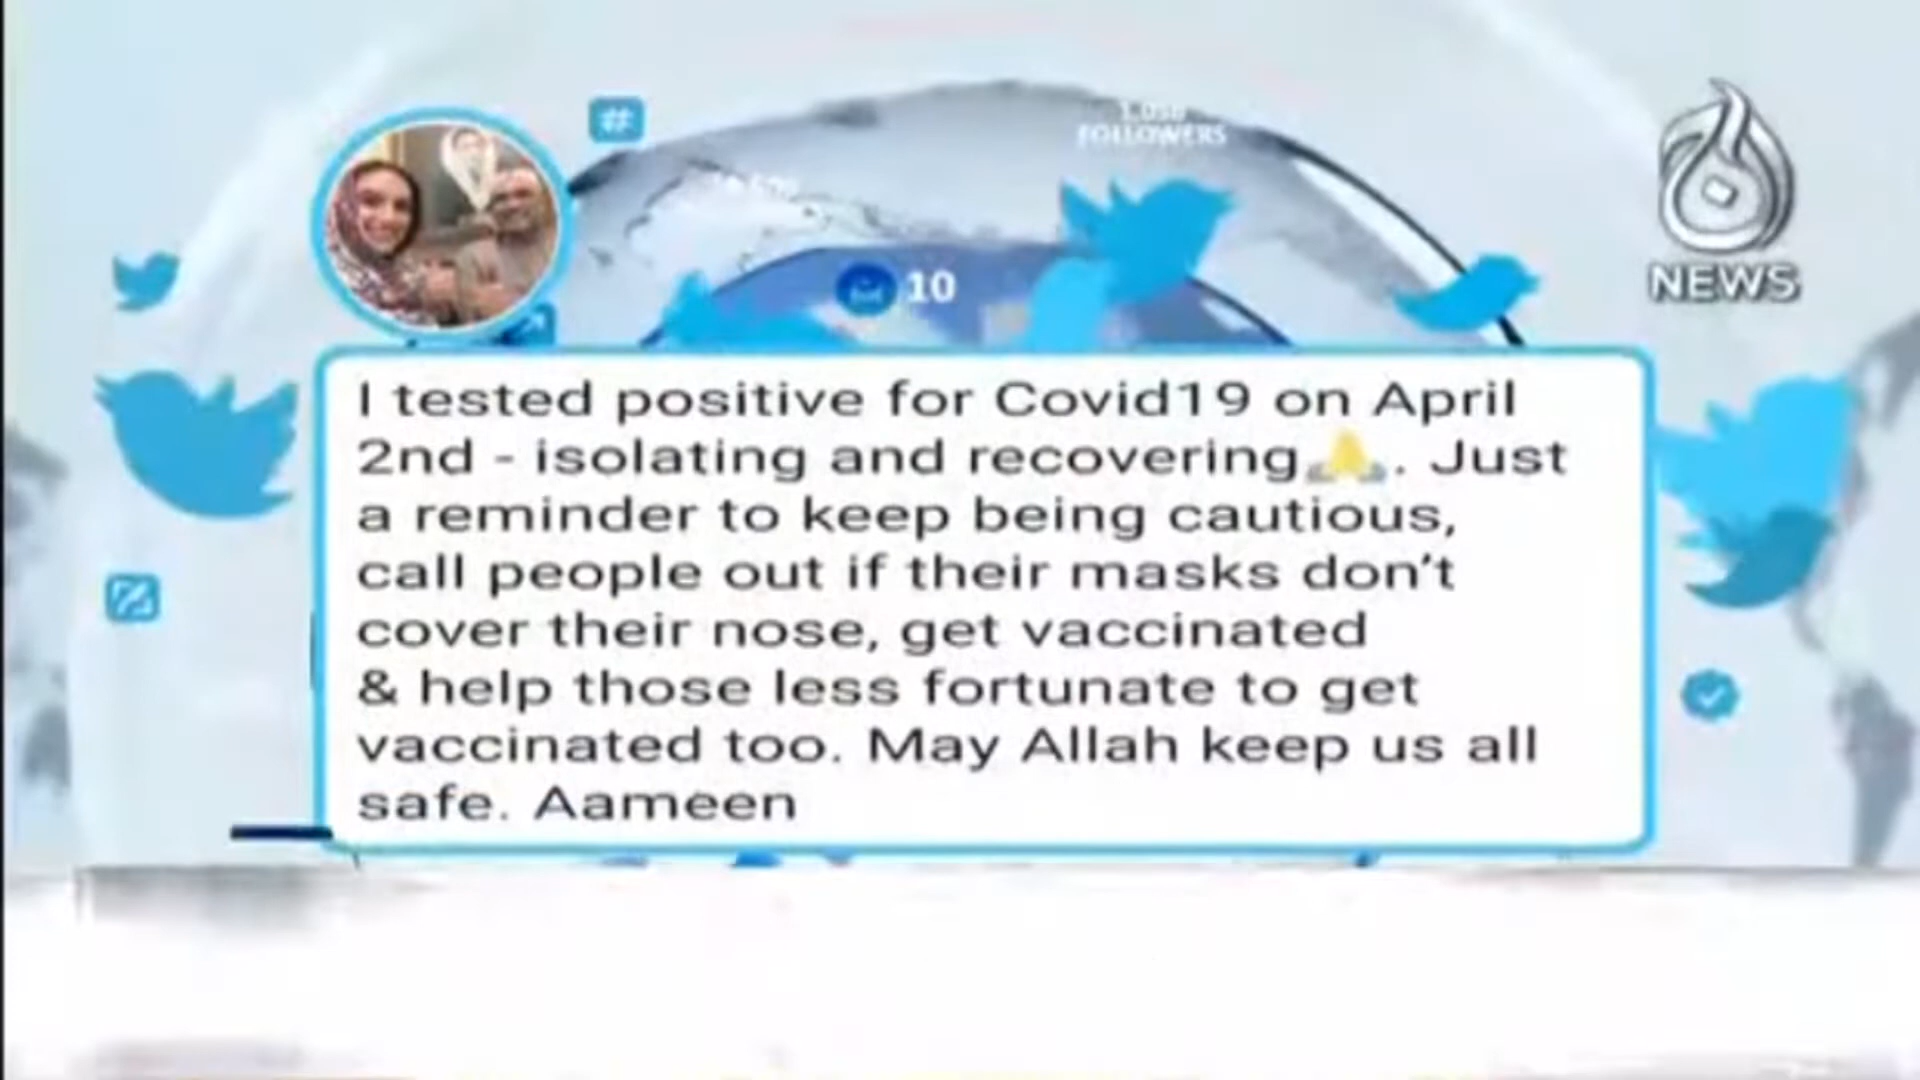 #
FOLLOWERS
10
NEWS
I tested positive for Covid19 on April
2nd - isolating and recovering🙏. Just
a reminder to keep being cautious,
call people out if their masks don’t
cover their nose, get vaccinated
& help those less fortunate to get
vaccinated too. May Allah keep us all
safe. Aameen